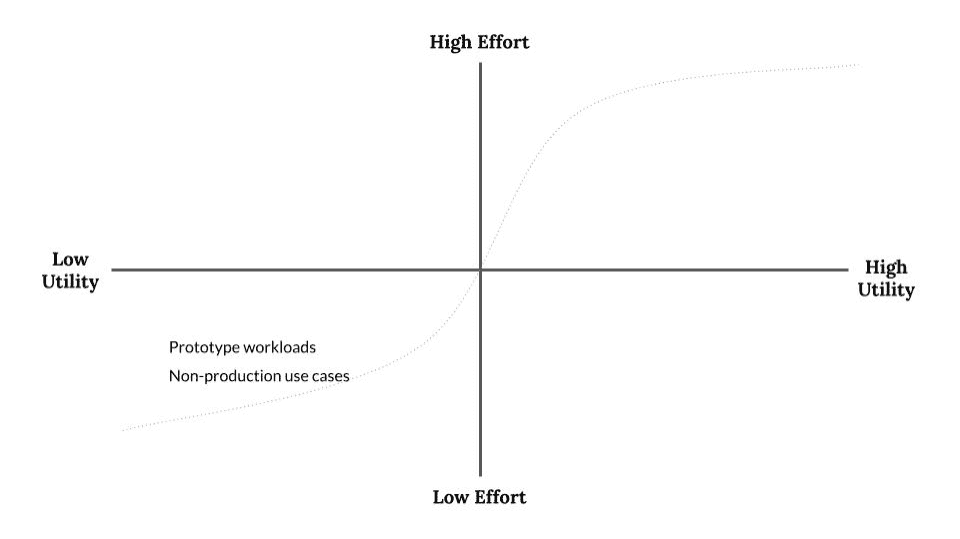 High Effort
Low
Utility
High
Utility
Prototype workloads
Non-production use cases
Low Effort